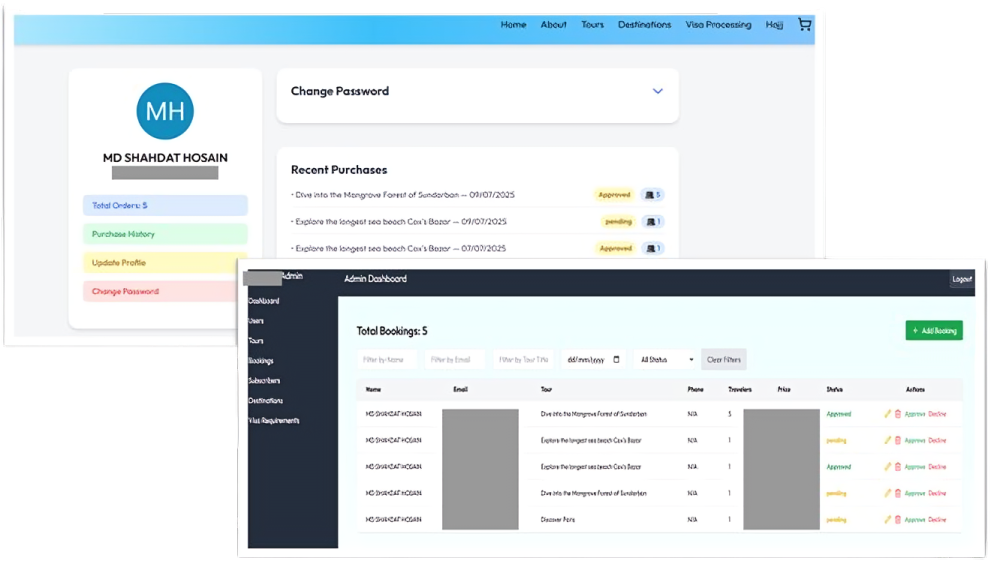 Home About Tours Destinations Visa Processing Hajj
MH
MD SHAHDAT HOSAIN
Total Orders: 5
Purchase History
Update Profile
Change Password
Change Password
Recent Purchases
• Dive into the Mangrove Forest of Sundarban — 09/07/2025 Approved 5
• Explore the longest sea beach Cox's Bazar — 09/07/2025 pending 1
• Explore the longest sea beach Cox's Bazar — 07/07/2025 Approved 1
Admin
Dashboard
Users
Tours
Bookings
Subscribers
Destinations
Visa Requirements
Admin Dashboard Logout
Total Bookings: 5 + Add Booking
Filter by Name Filter by Email Filter by Tour Title dd/mm/yyyy All Status Clear Filters
Name Email Tour Phone Travelers Price Status Actions
MD SHAHDAT HOSAIN Dive into the Mangrove Forest of Sundarban N/A 5 Approved Approve Decline
MD SHAHDAT HOSAIN Explore the longest sea beach Cox's Bazar N/A 1 pending Approve Decline
MD SHAHDAT HOSAIN Explore the longest sea beach Cox's Bazar N/A 1 Approved Approve Decline
MD SHAHDAT HOSAIN Dive into the Mangrove Forest of Sundarban N/A 1 pending Approve Decline
MD SHAHDAT HOSAIN Discover Paris N/A 1 pending Approve Decline